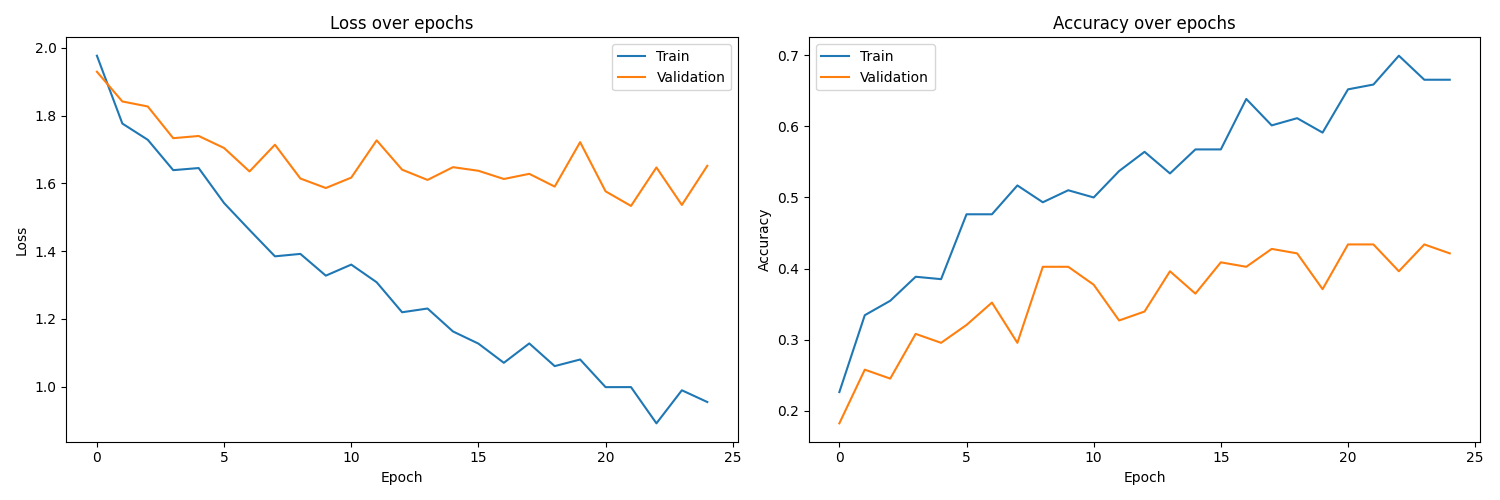 Loss over epochs
Train
Validation
2.0
1.8
1.6
1.4
1.2
1.0
Loss
0
5
10
15
20
25
Epoch
Accuracy over epochs
Train
Validation
0.7
0.6
0.5
0.4
0.3
0.2
Accuracy
0
5
10
15
20
25
Epoch